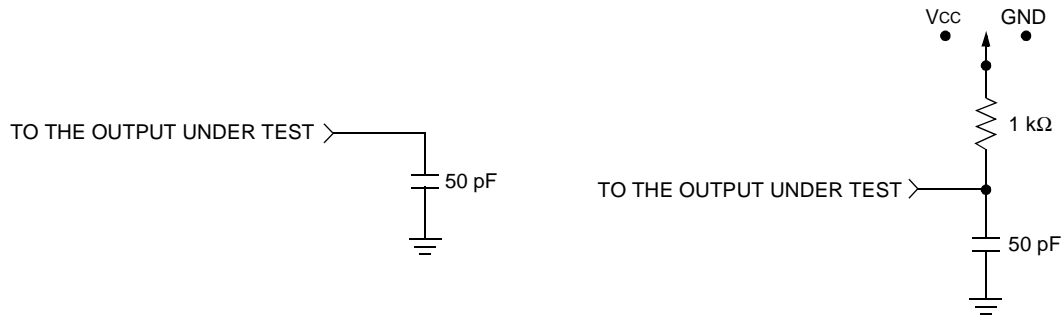 TO THE OUTPUT UNDER TEST
50 pF
VCC GND
1 kΩ
TO THE OUTPUT UNDER TEST
50 pF